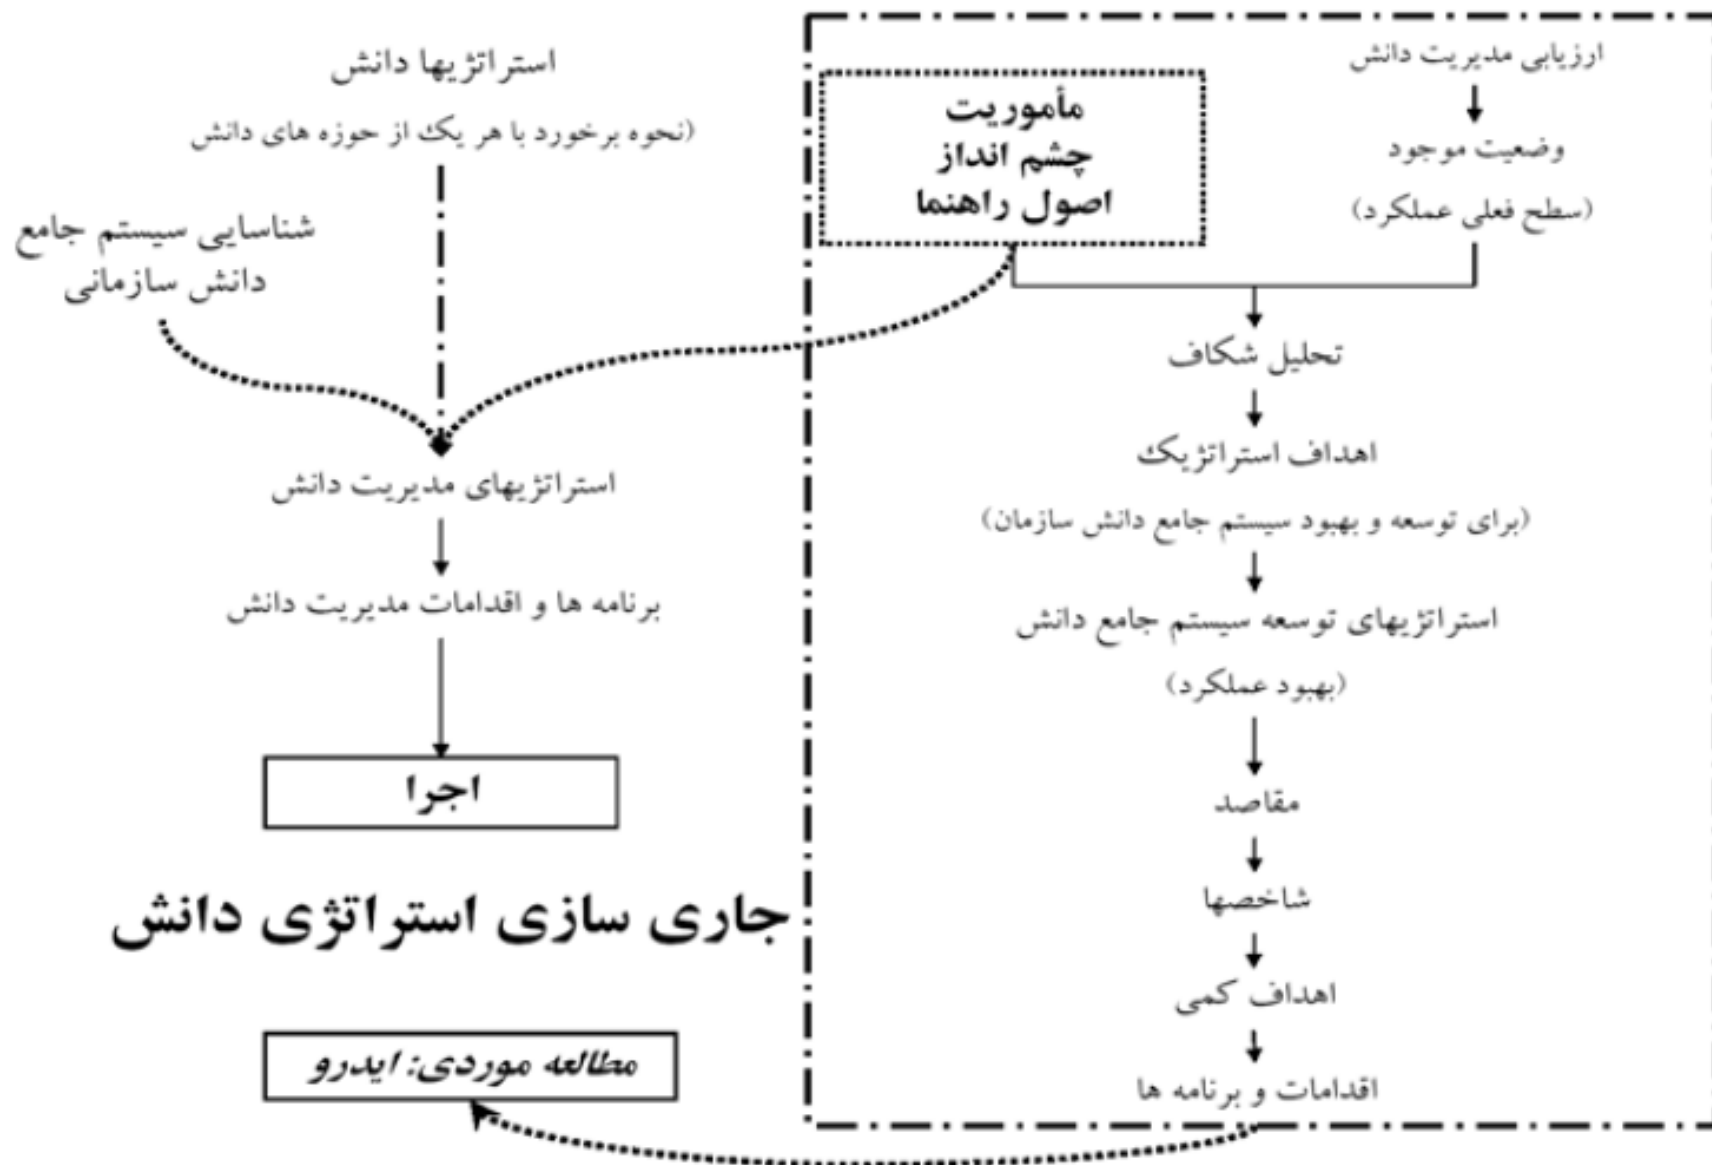 ارزیابی مدیریت دانش
وضعیت موجود
(سطح فعلی عملکرد)
مأموریت
چشم انداز
اصول راهنما
تحلیل شکاف
اهداف استراتژیک
(برای توسعه و بهبود سیستم جامع دانش سازمان)
استراتژیهای توسعه سیستم جامع دانش
(بهبود عملکرد)
مقاصد
شاخصها
اهداف کمی
اقدامات و برنامه ها
استراتژیها دانش
(نحوه برخورد با هر یک از حوزه های دانش
شناسایی سیستم جامع
دانش سازمانی
استراتژیهای مدیریت دانش
برنامه ها و اقدامات مدیریت دانش
اجرا
جاری سازی استراتژی دانش
مطالعه موردی: ایدرو